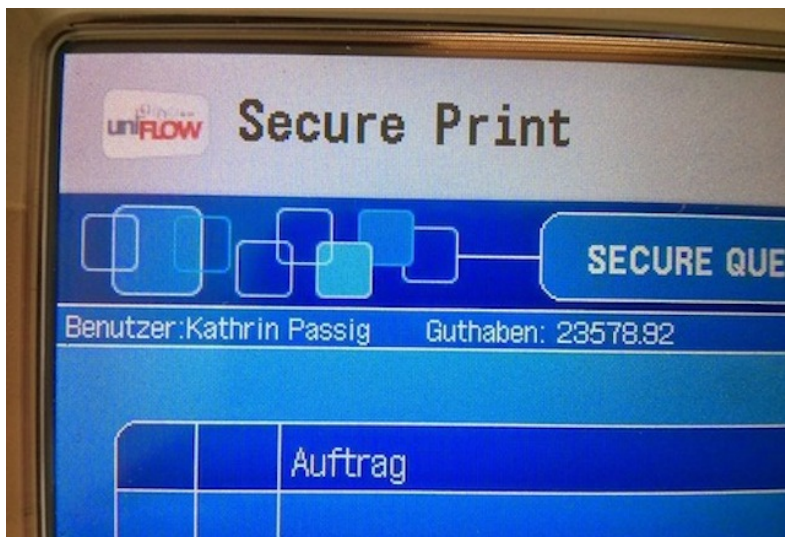 uniFLOW Secure Print
SECURE QUE
Benutzer:Kathrin Passig Guthaben: 23578.92
Auftrag